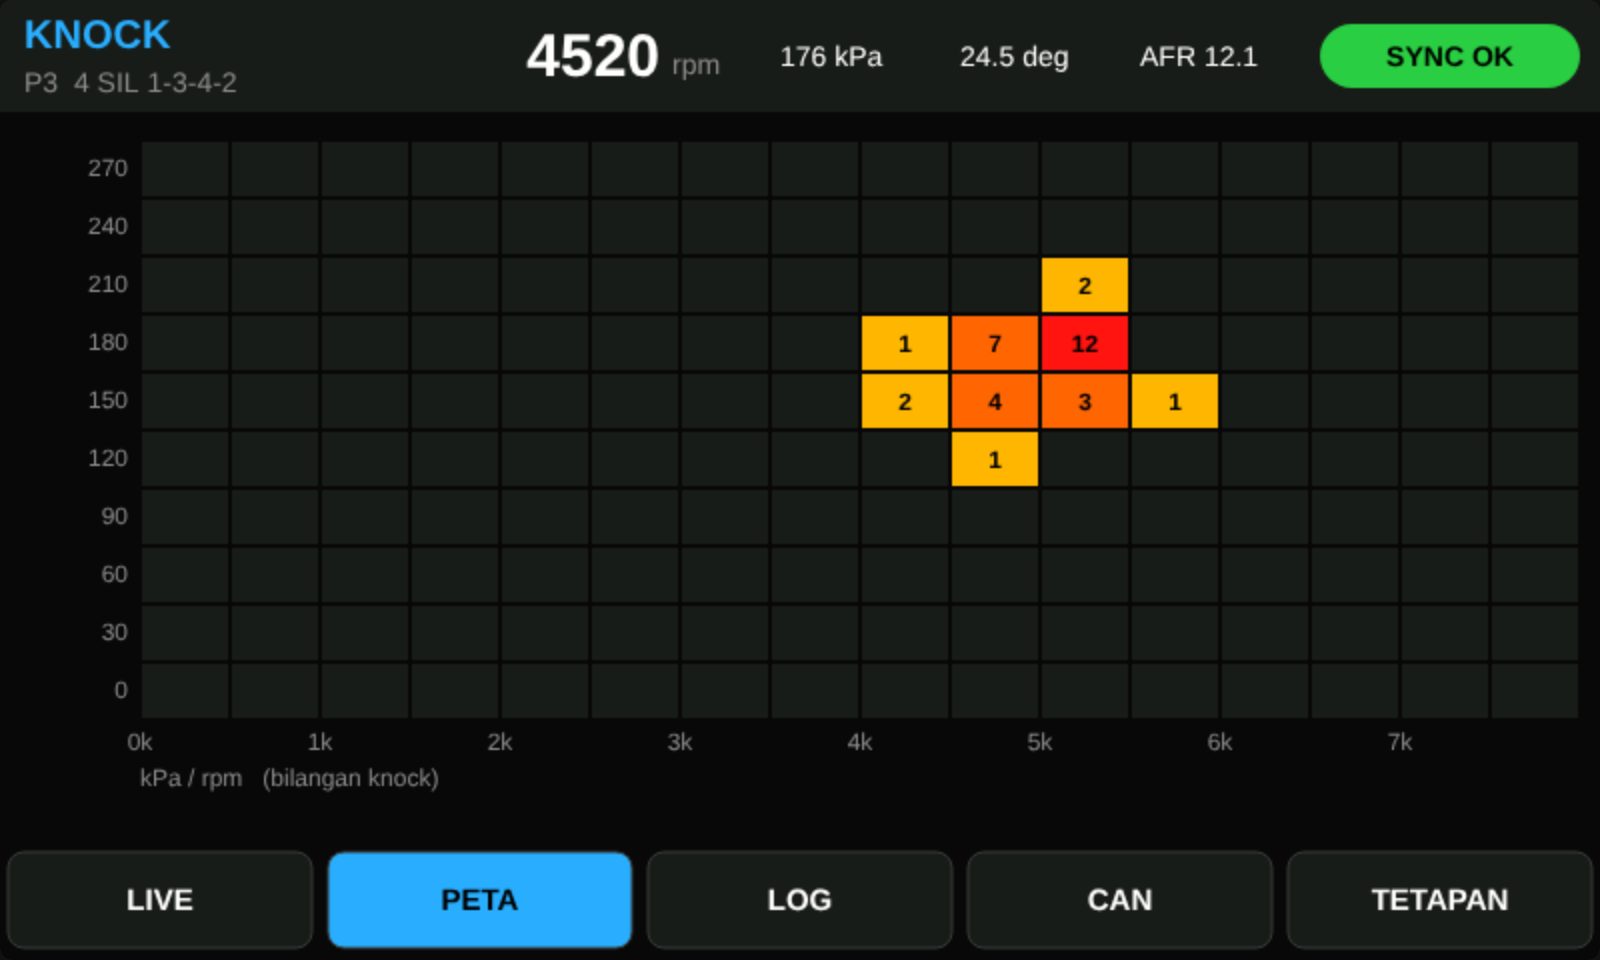 KNOCK
P3 4 SIL 1-3-4-2
4520 rpm
176 kPa
24.5 deg
AFR 12.1
SYNC OK
270
240
210 2
180 1 7 12
150 2 4 3 1
120 1
90
60
30
0
0k 1k 2k 3k 4k 5k 6k 7k
kPa / rpm (bilangan knock)
LIVE
PETA
LOG
CAN
TETAPAN